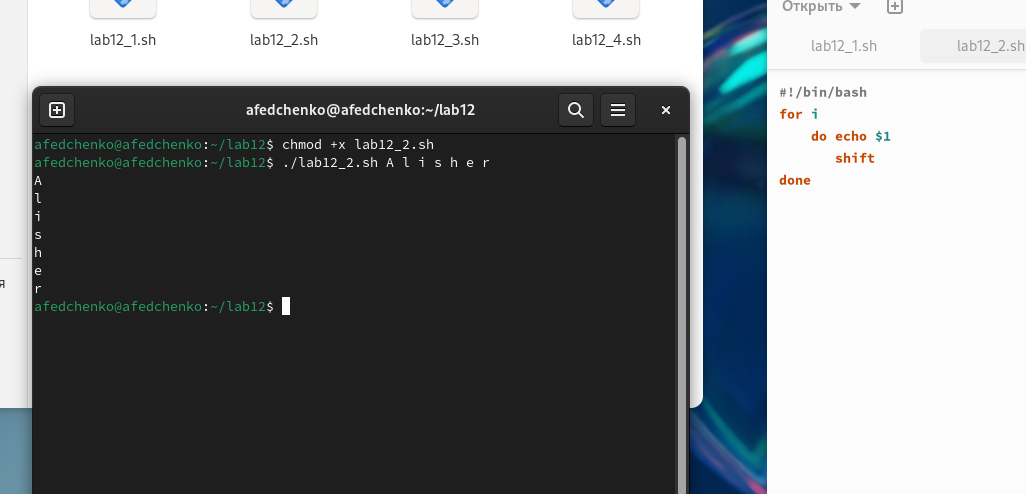 lab12_1.sh lab12_2.sh lab12_3.sh lab12_4.sh
я
afedchenko@afedchenko:~/lab12
afedchenko@afedchenko:~/lab12$ chmod +x lab12_2.sh
afedchenko@afedchenko:~/lab12$ ./lab12_2.sh A l i s h e r
A
l
i
s
h
e
r
afedchenko@afedchenko:~/lab12$
Открыть
lab12_1.sh lab12_2.sh
#!/bin/bash
for i
do echo $1
shift
done